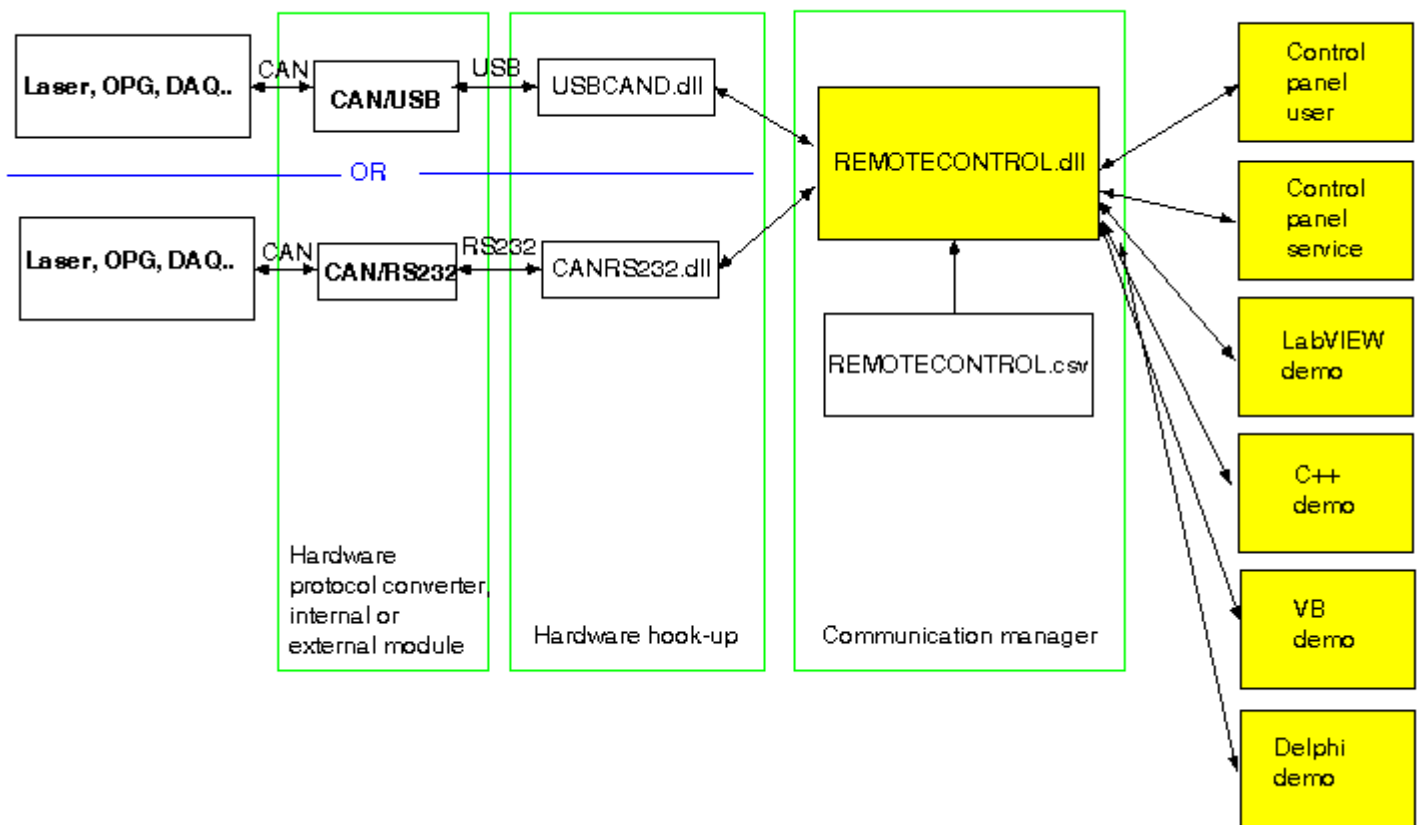 Laser, OPG, DAQ..
CAN
CAN/USB
USB
USBCAND.dll
OR
Laser, OPG, DAQ..
CAN
CAN/RS232
RS232
CANRS232.dll
Hardware
protocol converter,
internal or
external module
Hardware hook-up
REMOTECONTROL.dll
REMOTECONTROL.csv
Communication manager
Control
panel
user
Control
panel
service
LabVIEW
demo
C++
demo
VB
demo
Delphi
demo